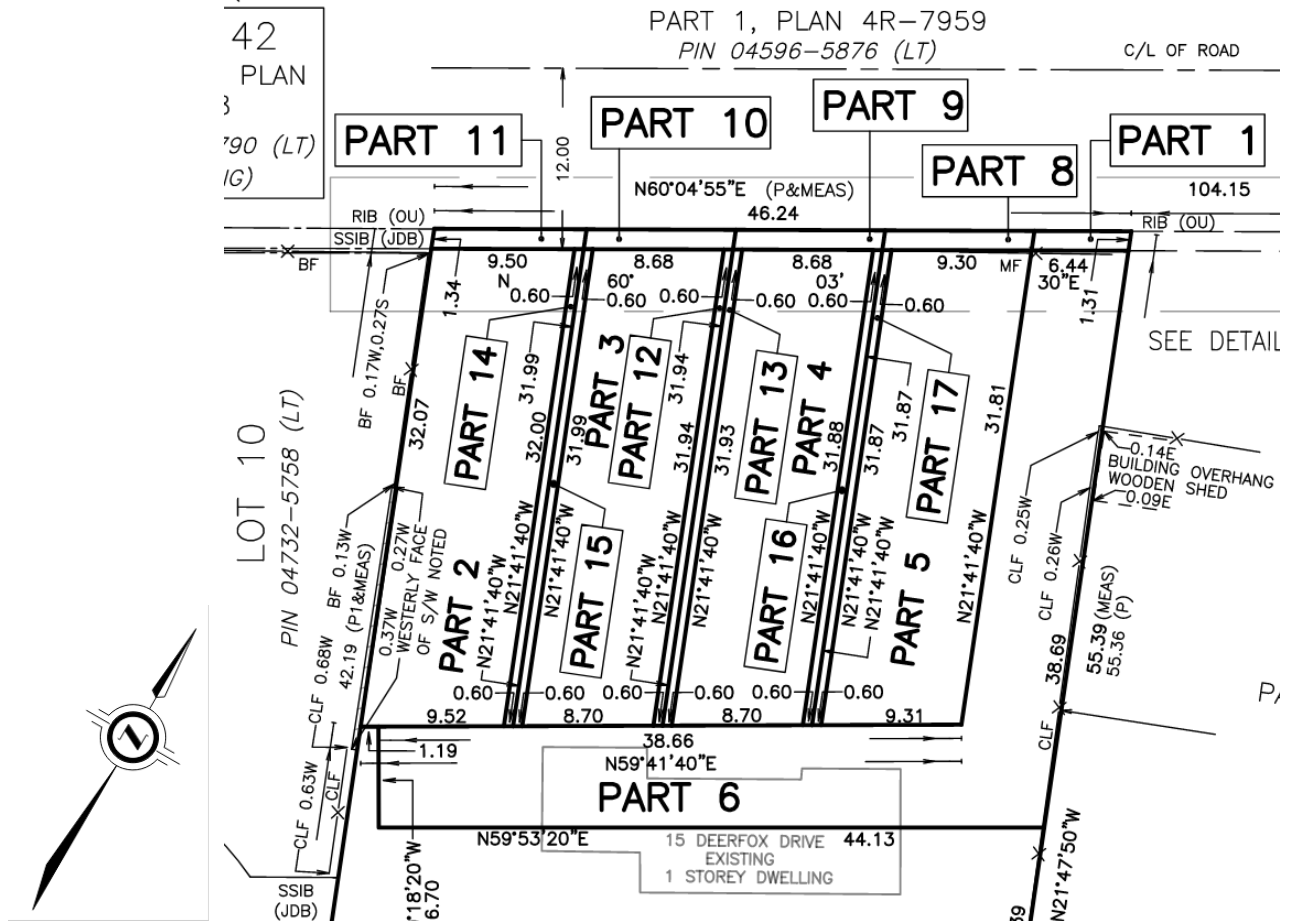 PART 1, PLAN 4R-7959
PIN 04596-5876 (LT)
C/L OF ROAD
42
PLAN
790 (LT)
IG)
PART 11
PART 10
PART 9
PART 8
PART 1
12.00
N60°04'55"E (P&MEAS)
46.24
104.15
RIB (OU)
SSIB (JDB)
RIB (OU)
BF
9.50
8.68
8.68
9.30
MF
6.44
N
60°
03'
30"E
0.60
0.60
0.60
0.60
0.60
0.60
1.34
1.31
SEE DETAIL
BF 0.17W,0.27S
BF
32.07
PART 14
31.99
32.00
31.99
PART 3
PART 12
31.94
31.94
31.93
PART 13
PART 4
31.88
31.87
31.87
PART 17
31.81
LOT 10
PIN 04732-5758 (LT)
0.14E
BUILDING OVERHANG
WOODEN SHED
0.09E
CLF 0.25W
CLF 0.26W
BF 0.13W
42.19 (P1&MEAS)
0.37W
0.27W
WESTERLY FACE
OF S/W NOTED
PART 2
N21°41'40"W
N21°41'40"W
N21°41'40"W
PART 15
N21°41'40"W
N21°41'40"W
N21°41'40"W
PART 16
N21°41'40"W
N21°41'40"W
N21°41'40"W
PART 5
N21°41'40"W
38.69
55.39 (MEAS)
55.36 (P)
CLF 0.68W
CLF 0.63W
CLF
CLF
0.60
0.60
0.60
0.60
0.60
0.60
9.52
8.70
8.70
9.31
1.19
38.66
N59°41'40"E
PART 6
N59°53'20"E
44.13
15 DEERFOX DRIVE
EXISTING
1 STOREY DWELLING
SSIB
(JDB)
°18'20"W
6.70
39
N21°47'50"W
Z